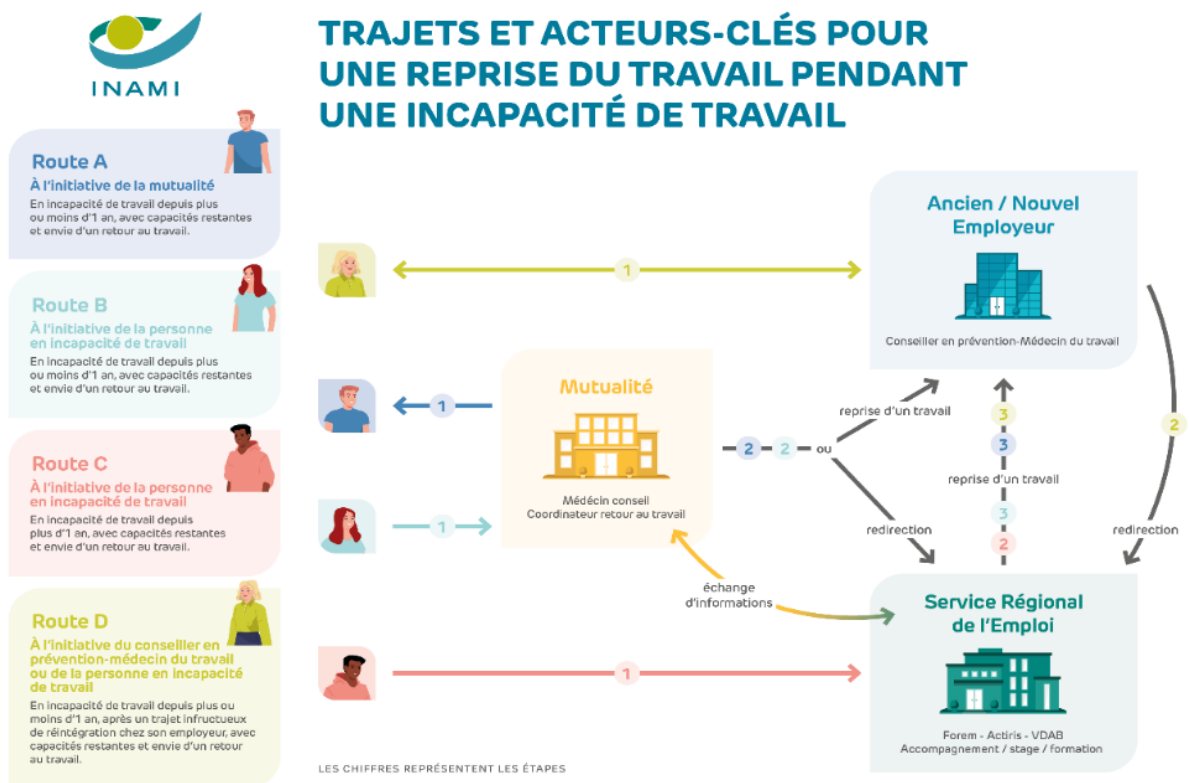 INAMI
TRAJETS ET ACTEURS-CLÉS POUR
UNE REPRISE DU TRAVAIL PENDANT
UNE INCAPACITÉ DE TRAVAIL
Route A
À l'initiative de la mutualité
En incapacité de travail depuis plus
ou moins d'1 an, avec capacités restantes
et envie d'un retour au travail.
Route B
À l'initiative de la personne
en incapacité de travail
En incapacité de travail depuis plus
ou moins d'1 an, avec capacités restantes
et envie d'un retour au travail.
Route C
À l'initiative de la personne
en incapacité de travail
En incapacité de travail depuis
plus d'1 an, avec capacités restantes
et envie d'un retour au travail.
Route D
À l'initiative du conseiller en
prévention-médecin du travail
ou de la personne en incapacité
de travail
En incapacité de travail depuis plus ou
moins d'1 an, après un trajet infructueux
de réintégration chez son employeur, avec
capacités restantes et envie d'un retour
au travail.
1
Ancien / Nouvel
Employeur
Conseiller en prévention-Médecin du travail
1
Mutualité
Médécin conseil
Coordinateur retour au travail
1
2
2
ou
reprise d'un travail
redirection
3
3
reprise d'un travail
3
2
2
redirection
échange
d'informations
1
Service Régional
de l'Emploi
Forem - Actiris - VDAB
Accompagnement / stage / formation
LES CHIFFRES REPRÉSENTENT LES ÉTAPES